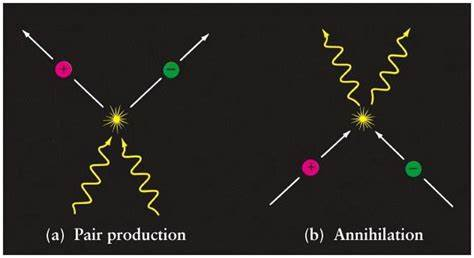 +
−
+
−
(a) Pair production
(b) Annihilation